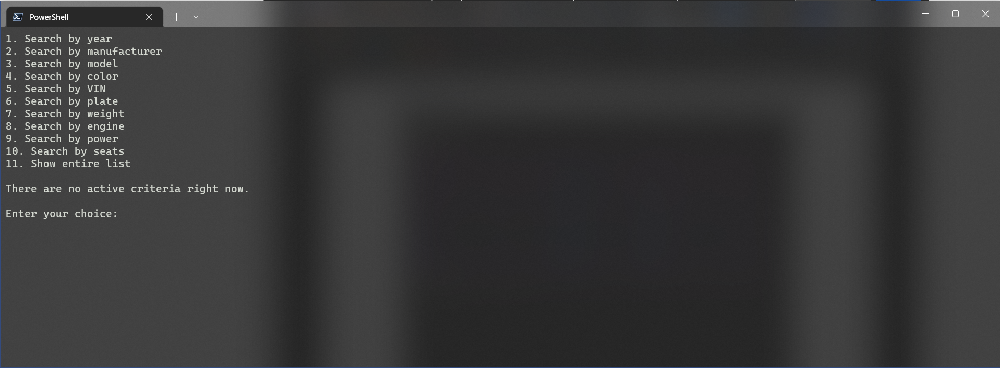 PowerShell
1. Search by year
2. Search by manufacturer
3. Search by model
4. Search by color
5. Search by VIN
6. Search by plate
7. Search by weight
8. Search by engine
9. Search by power
10. Search by seats
11. Show entire list
There are no active criteria right now.
Enter your choice: